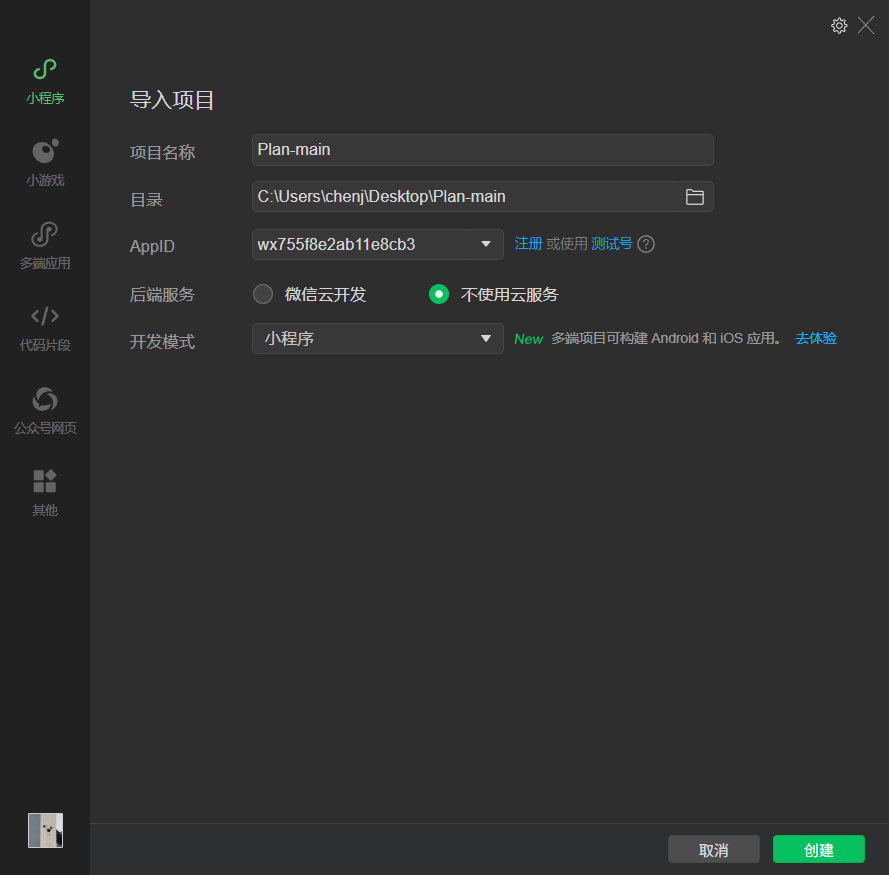 小程序
小游戏
多端应用
代码片段
公众号网页
其他
导入项目
项目名称 Plan-main
目录 C:\Users\chenj\Desktop\Plan-main
AppID wx755f8e2ab11e8cb3 注册 或使用 测试号 ?
后端服务 微信云开发 不使用云服务
开发模式 小程序 New 多端项目可构建 Android 和 iOS 应用。 去体验
取消 创建